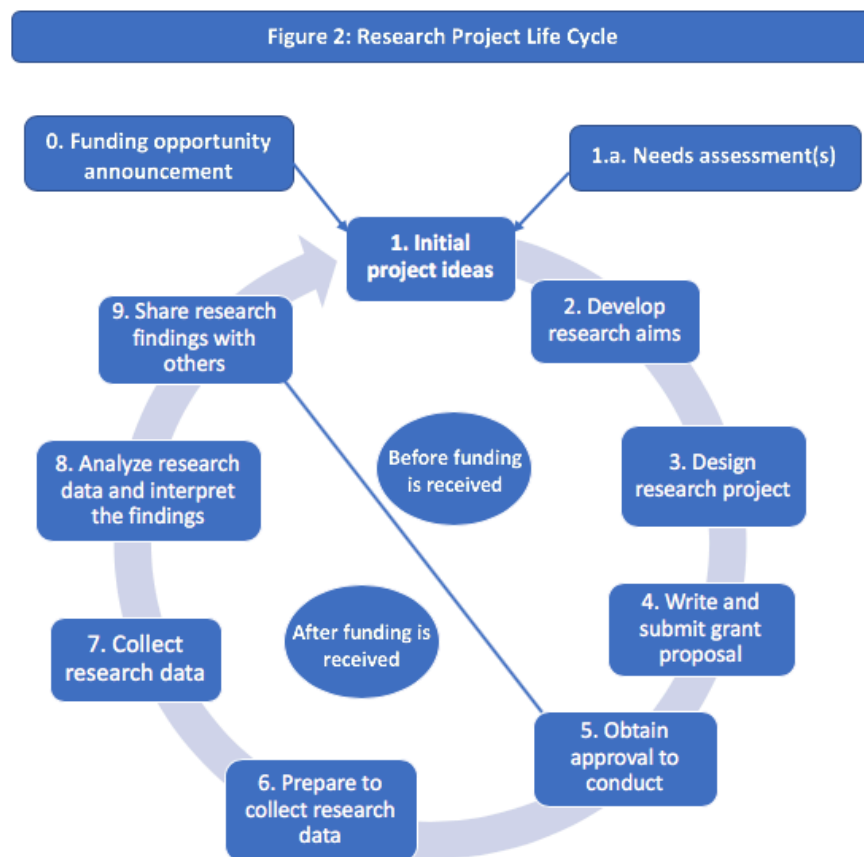 Figure 2: Research Project Life Cycle
0. Funding opportunity
announcement
1.a. Needs assessment(s)
1. Initial
project ideas
2. Develop
research aims
3. Design
research project
4. Write and
submit grant
proposal
5. Obtain
approval to
conduct
6. Prepare to
collect research
data
7. Collect
research data
8. Analyze research
data and interpret
the findings
9. Share research
findings with
others
Before funding
is received
After funding is
received